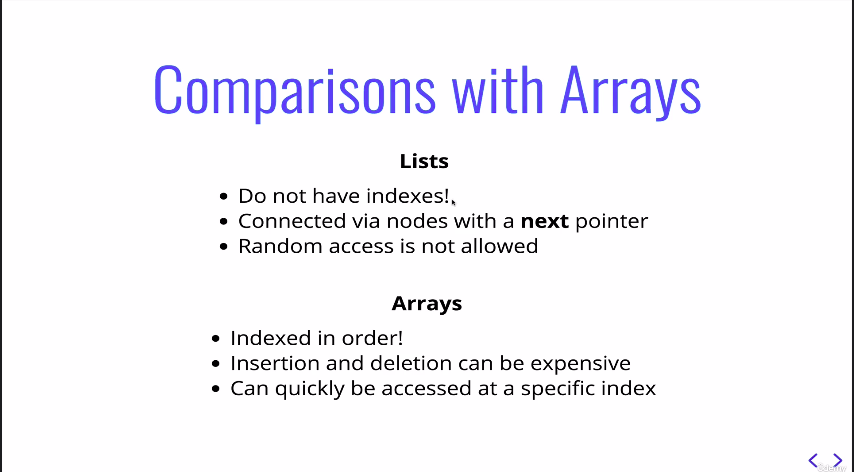 Comparisons with Arrays
Lists
• Do not have indexes!
• Connected via nodes with a next pointer
• Random access is not allowed
Arrays
• Indexed in order!
• Insertion and deletion can be expensive
• Can quickly be accessed at a specific index
Udemy